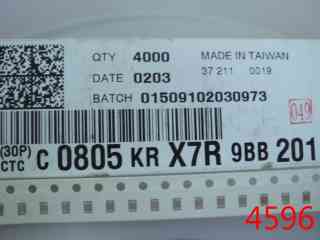 QTY 4000 MADE IN TAIWAN
DATE 0203 37 211 0019
BATCH 01509102030973
049
(30P)
CTC C 0805 KR X7R 9BB 201
4596